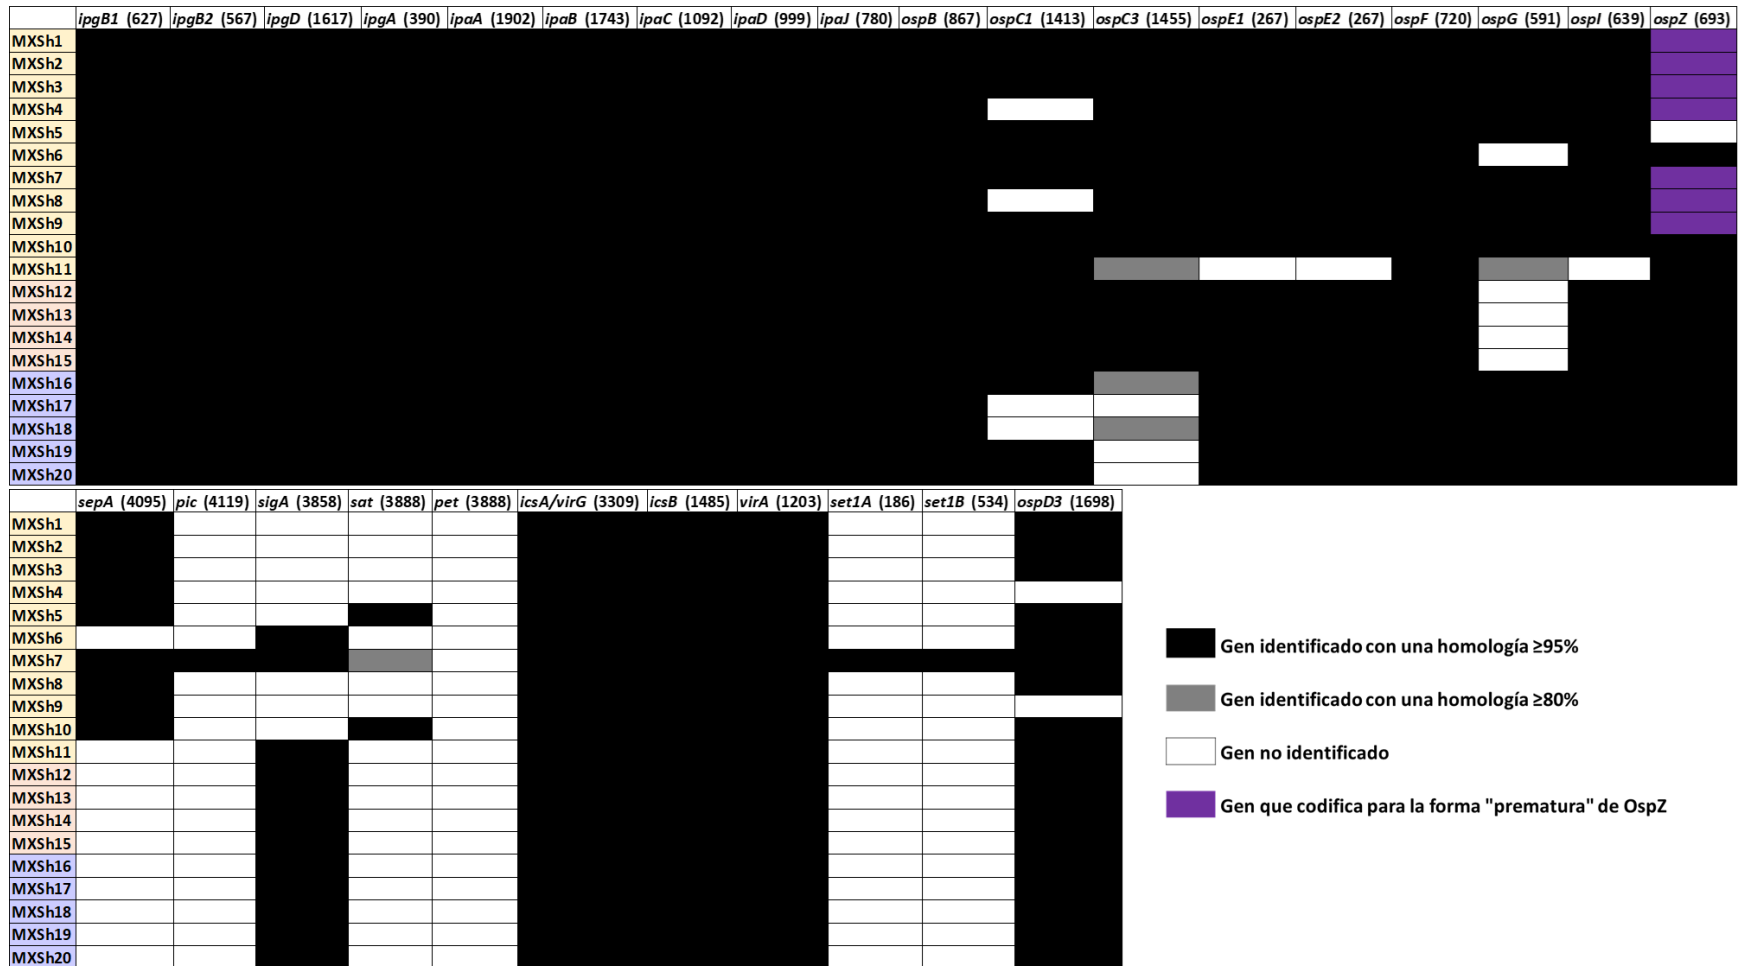 ipgB1 (627) ipgB2 (567) ipgD (1617) ipgA (390) ipaA (1902) ipaB (1743) ipaC (1092) ipaD (999) ipaJ (780) ospB (867) ospC1 (1413) ospC3 (1455) ospE1 (267) ospE2 (267) ospF (720) ospG (591) ospI (639) ospZ (693)
MXSh1
MXSh2
MXSh3
MXSh4
MXSh5
MXSh6
MXSh7
MXSh8
MXSh9
MXSh10
MXSh11
MXSh12
MXSh13
MXSh14
MXSh15
MXSh16
MXSh17
MXSh18
MXSh19
MXSh20
sepA (4095) pic (4119) sigA (3858) sat (3888) pet (3888) icsA/virG (3309) icsB (1485) virA (1203) set1A (186) set1B (534) ospD3 (1698)
MXSh1
MXSh2
MXSh3
MXSh4
MXSh5
MXSh6
MXSh7
MXSh8
MXSh9
MXSh10
MXSh11
MXSh12
MXSh13
MXSh14
MXSh15
MXSh16
MXSh17
MXSh18
MXSh19
MXSh20
Gen identificado con una homología ≥95%
Gen identificado con una homología ≥80%
Gen no identificado
Gen que codifica para la forma "prematura" de OspZ